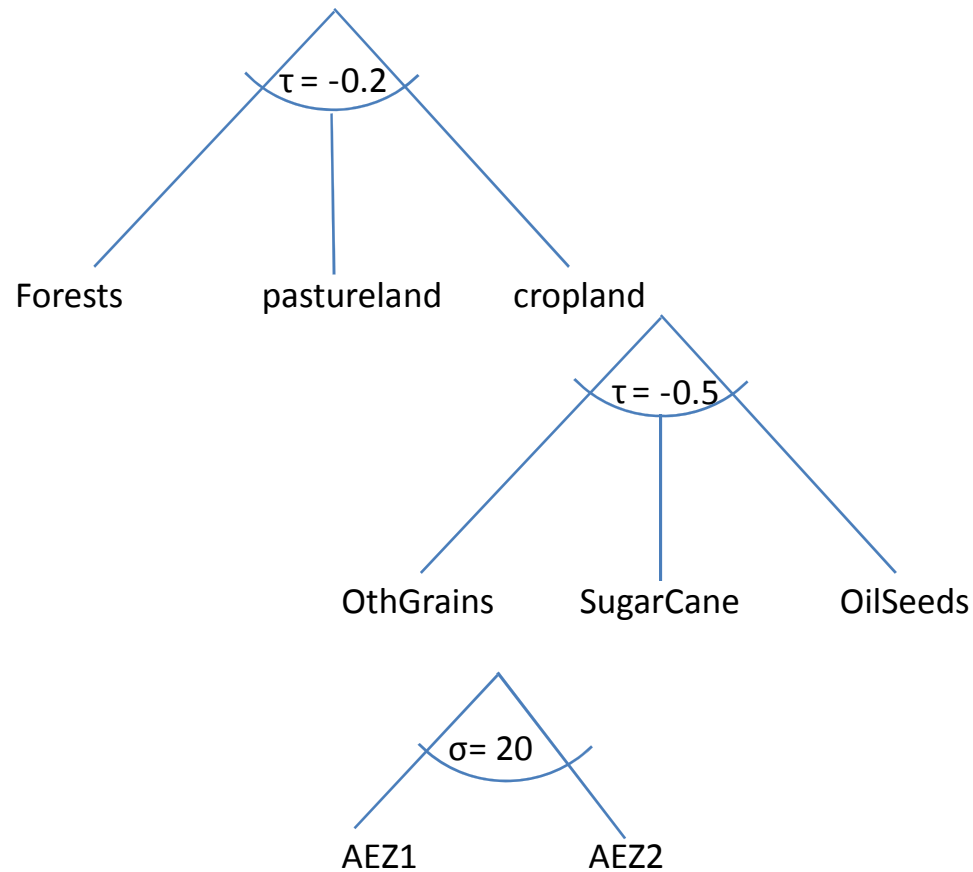 τ = -0.2
Forests pastureland cropland
τ = -0.5
OthGrains SugarCane OilSeeds
σ= 20
AEZ1 AEZ2